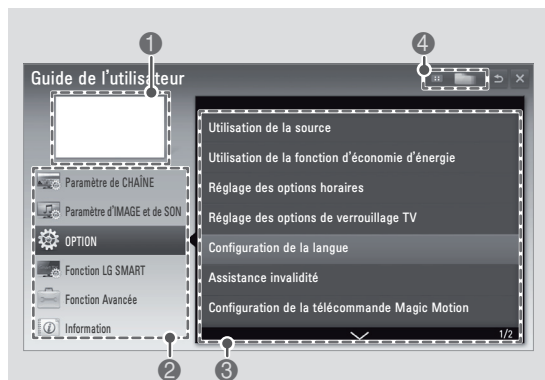 1
4
Guide de l'utilisateur
Paramètre de CHAÎNE
Paramètre d'IMAGE et de SON
OPTION
Fonction LG SMART
Fonction Avancée
Information
Utilisation de la source
Utilisation de la fonction d'économie d'énergie
Réglage des options horaires
Réglage des options de verrouillage TV
Configuration de la langue
Assistance invalidité
Configuration de la télécommande Magic Motion
1/2
2
3